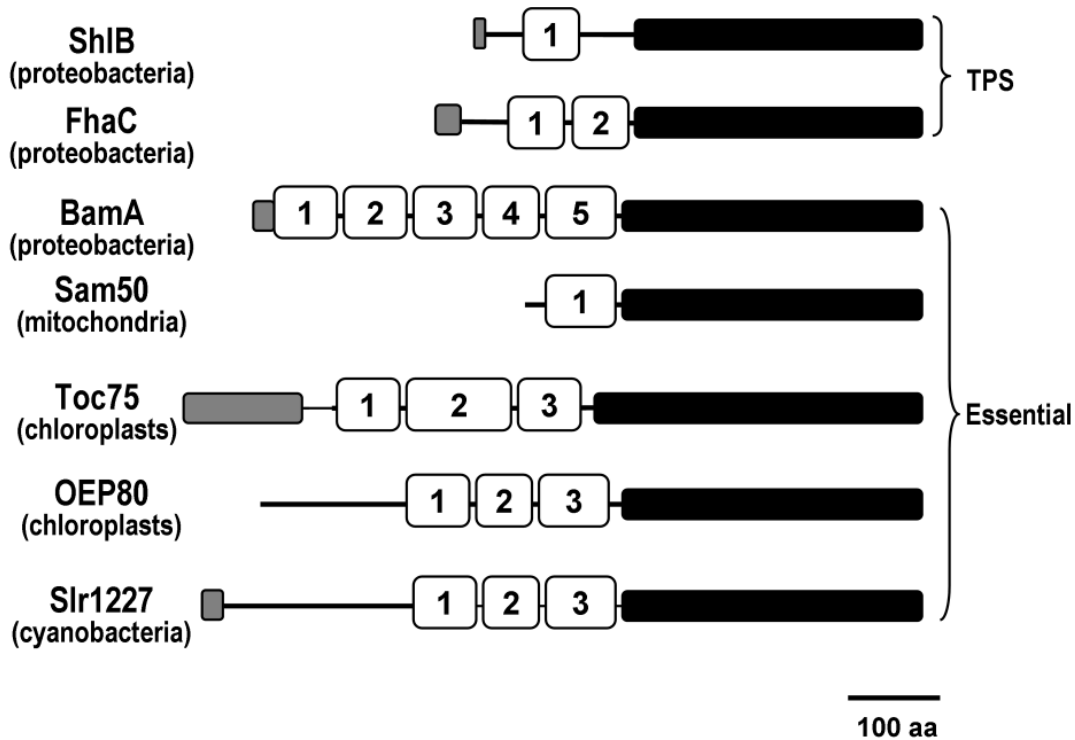 ShlB
(proteobacteria)
1
TPS
FhaC
(proteobacteria)
1 2
BamA
(proteobacteria)
1 2 3 4 5
Sam50
(mitochondria)
1
Toc75
(chloroplasts)
1 2 3
Essential
OEP80
(chloroplasts)
1 2 3
Slr1227
(cyanobacteria)
1 2 3
100 aa